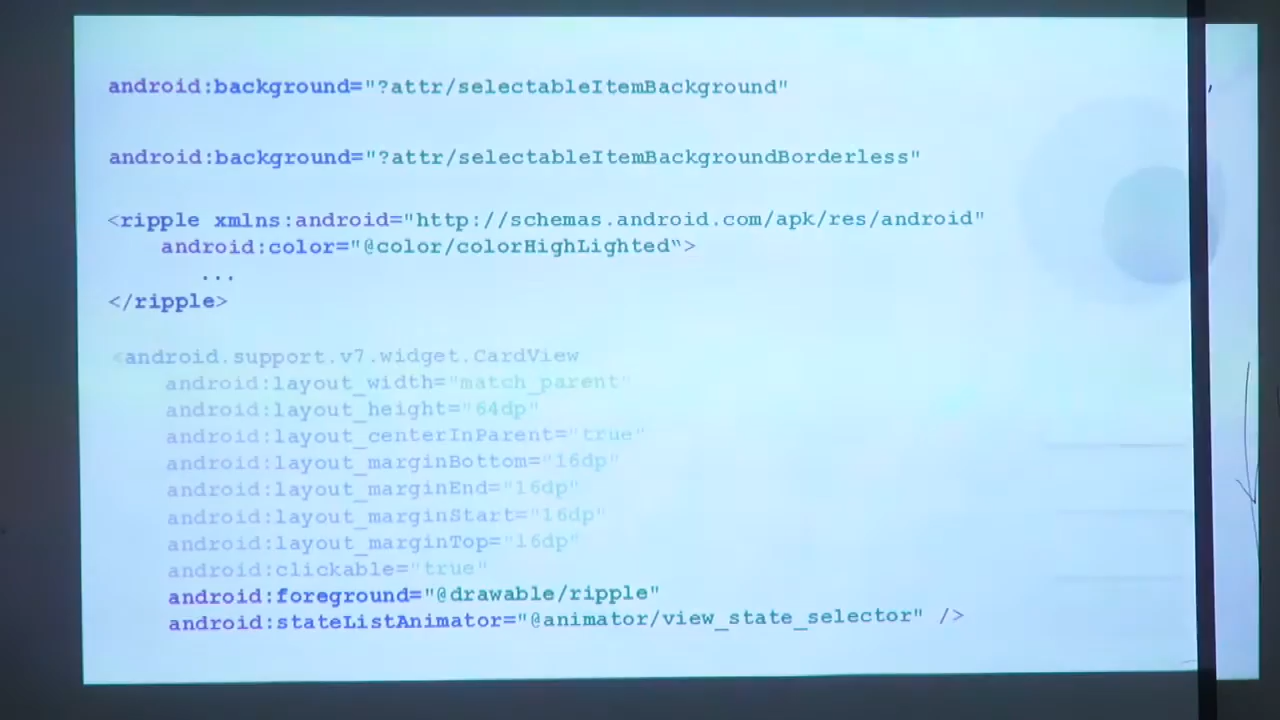 android:background="?attr/selectableItemBackground"
android:background="?attr/selectableItemBackgroundBorderless"
<ripple xmlns:android="http://schemas.android.com/apk/res/android"
android:color="@color/colorHighLighted“>
...
</ripple>
<android.support.v7.widget.CardView
android:layout_width="match_parent"
android:layout_height="64dp"
android:layout_centerInParent="true"
android:layout_marginBottom="16dp"
android:layout_marginEnd="16dp"
android:layout_marginStart="16dp"
android:layout_marginTop="16dp"
android:clickable="true"
android:foreground="@drawable/ripple"
android:stateListAnimator="@animator/view_state_selector" />